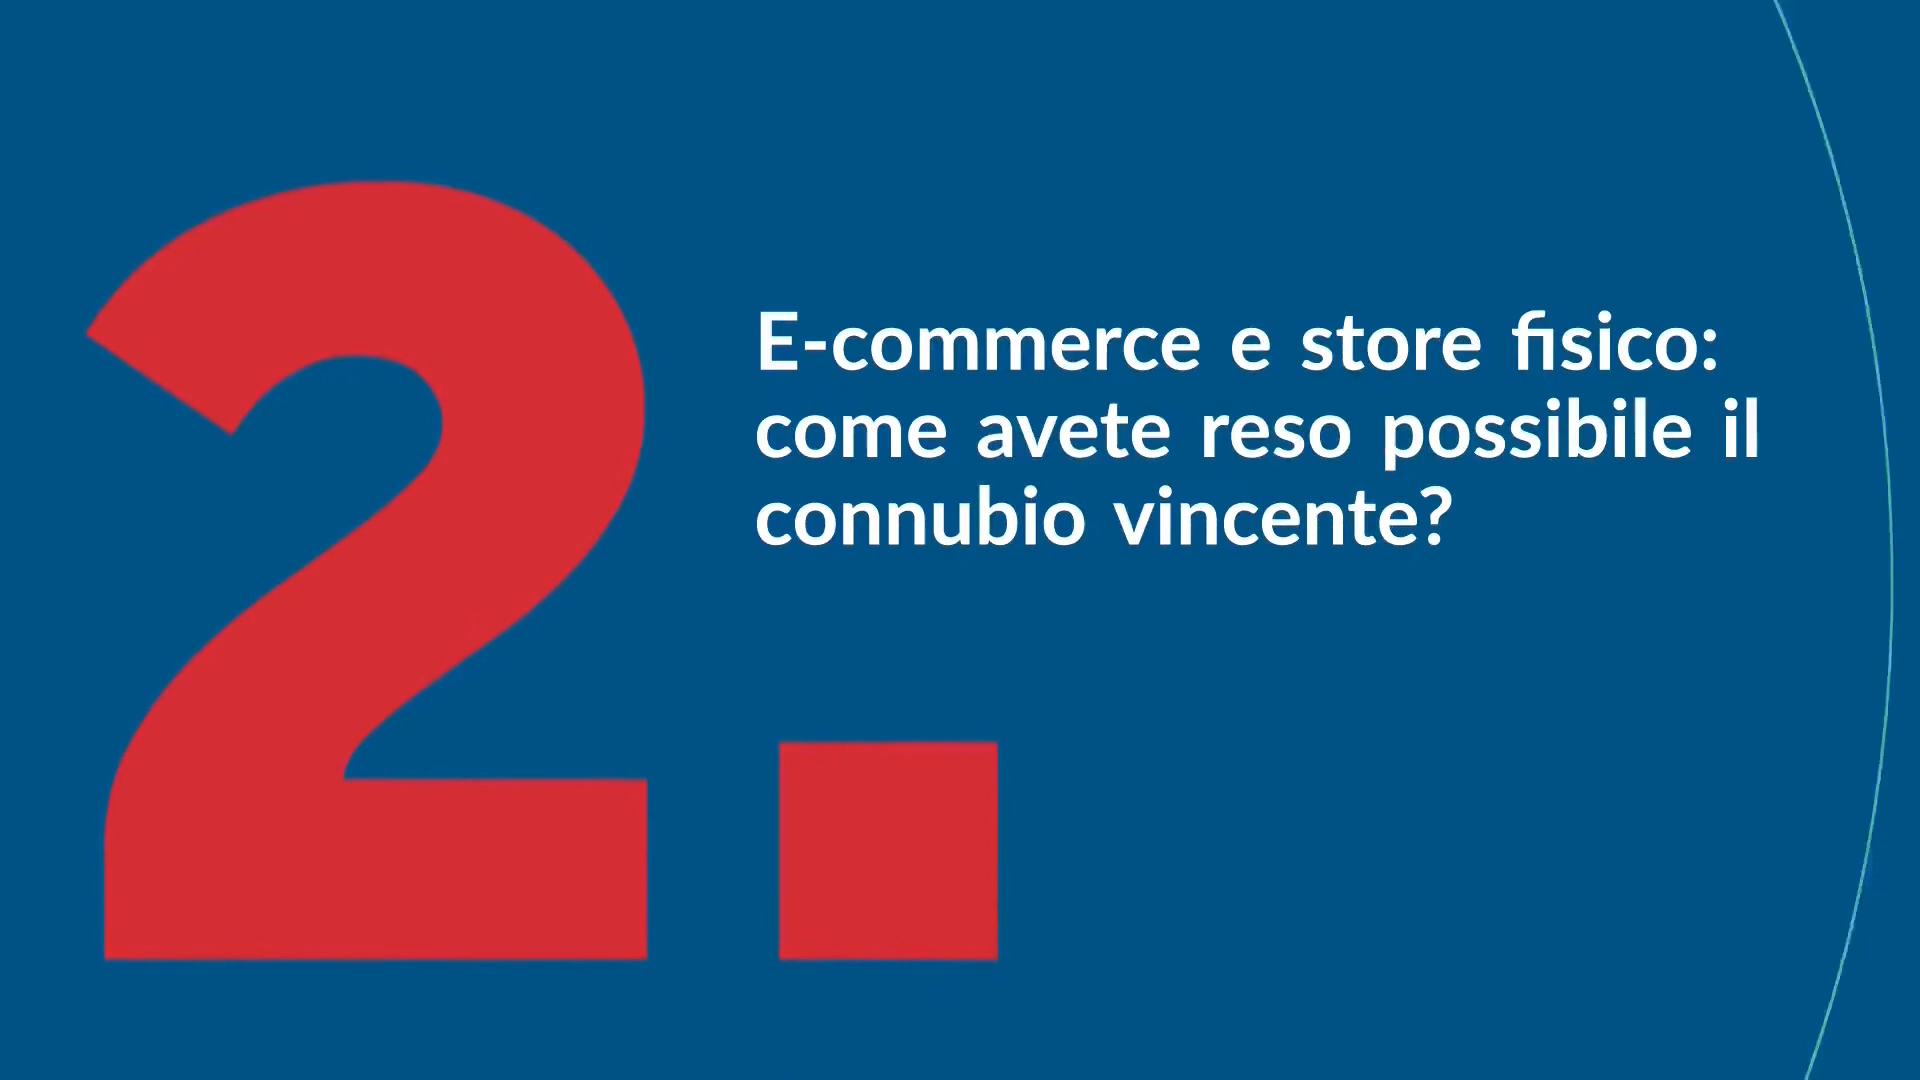 2.
E-commerce e store fisico:
come avete reso possibile il
connubio vincente?